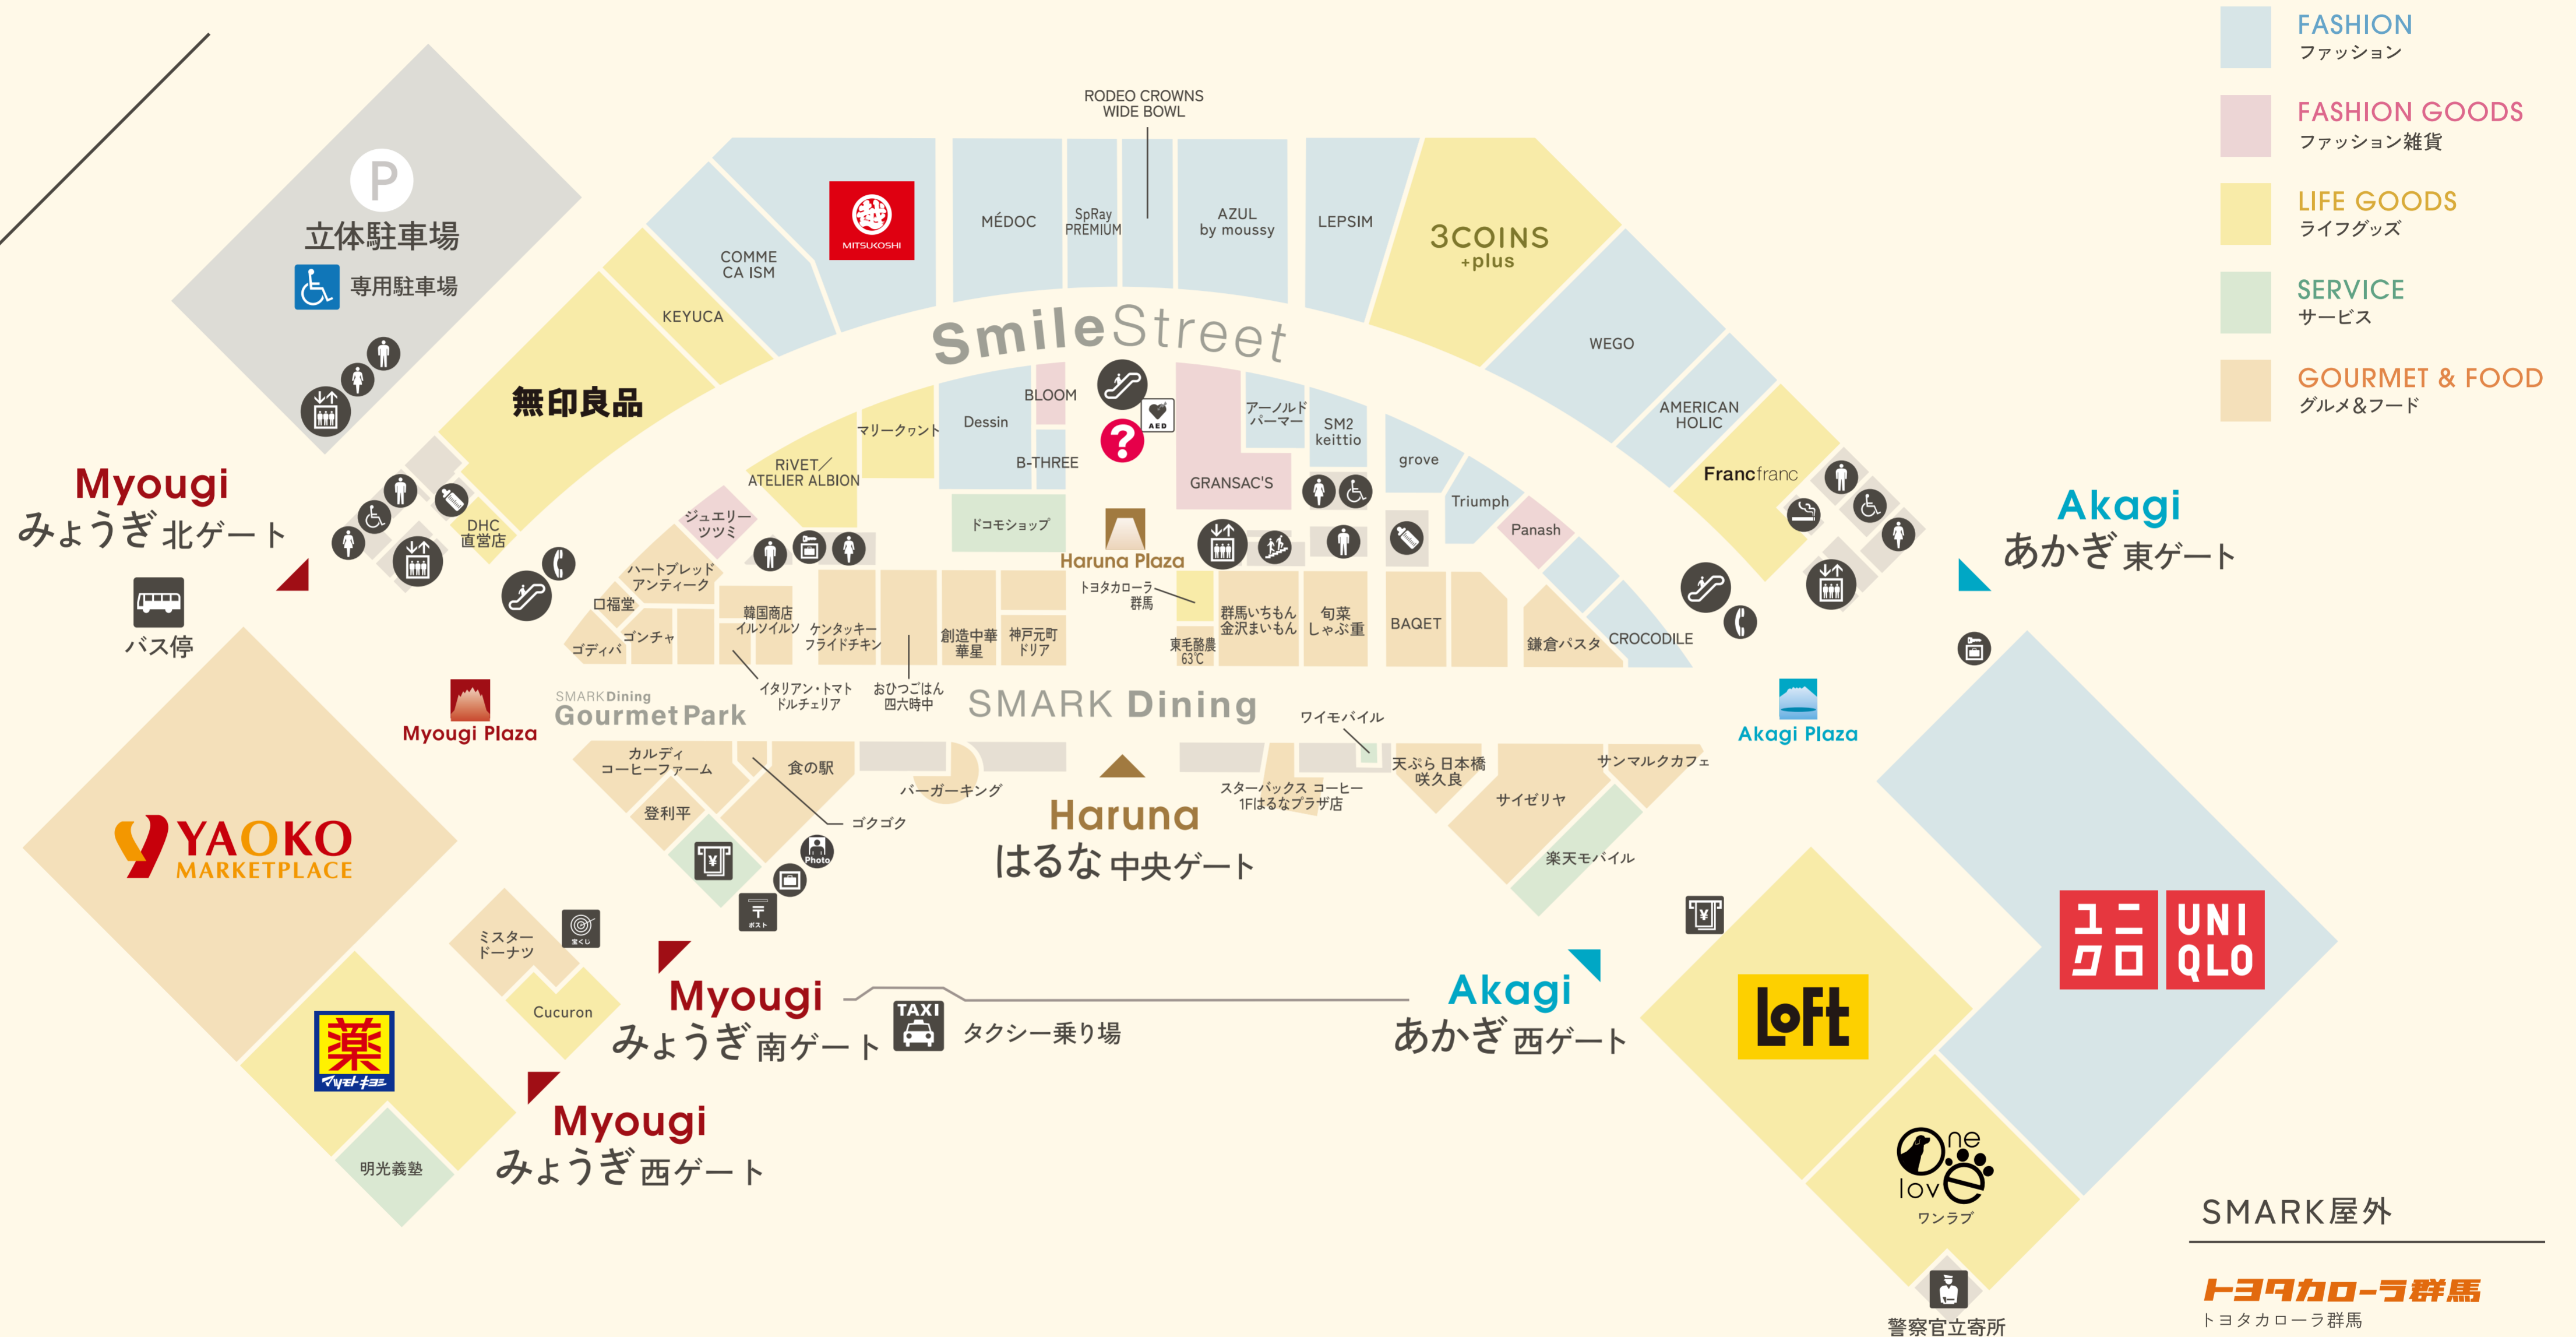 FASHION
ファッション
FASHION GOODS
ファッション雑貨
LIFE GOODS
ライフグッズ
SERVICE
サービス
GOURMET & FOOD
グルメ&フード
P
立体駐車場
専用駐車場
RODEO CROWNS
WIDE BOWL
越
MITSUKOSHI
MÉDOC
SpRay
PREMIUM
AZUL
by moussy
LEPSIM
3COINS
+plus
COMME
CA ISM
KEYUCA
無印良品
WEGO
AMERICAN
HOLIC
Francfranc
SmileStreet
BLOOM
Dessin
B-THREE
マリークヮント
RiVET／
ATELIER ALBION
ジュエリー
ツツミ
ドコモショップ
AED
?
アーノルド
パーマー
SM2
keittio
GRANSAC'S
grove
Triumph
Panash
CROCODILE
Haruna Plaza
DHC
直営店
Myougi
みょうぎ 北ゲート
バス停
Akagi
あかぎ 東ゲート
ハートブレッド
アンティーク
口福堂
ゴディバ
ゴンチャ
韓国商店
イルソイルソ
ケンタッキー
フライドチキン
創造中華
華星
神戸元町
ドリア
イタリアン・トマト
ドルチェリア
おひつごはん
四六時中
トヨタカローラ
群馬
東毛酪農
63℃
群馬いちもん
金沢まいもん
旬菜
しゃぶ重
BAQET
鎌倉パスタ
Myougi Plaza
SMARK Dining
Gourmet Park
SMARK Dining
Akagi Plaza
カルディ
コーヒーファーム
食の駅
登利平
ゴクゴク
バーガーキング
Haruna
はるな 中央ゲート
スターバックス コーヒー
1Fはるなプラザ店
ワイモバイル
天ぷら 日本橋
咲久良
サイゼリヤ
サンマルクカフェ
楽天モバイル
¥
Photo
〒
ポスト
宝くじ
YAOKO
MARKETPLACE
ミスター
ドーナツ
Cucuron
薬
マツモトキヨシ
明光義塾
Myougi
みょうぎ 南ゲート
TAXI
タクシー乗り場
Myougi
みょうぎ 西ゲート
Akagi
あかぎ 西ゲート
¥
LoFt
ユニ
クロ
UNI
QLO
One
love
ワンラブ
警察官立寄所
SMARK屋外
トヨタカローラ群馬
トヨタカローラ群馬